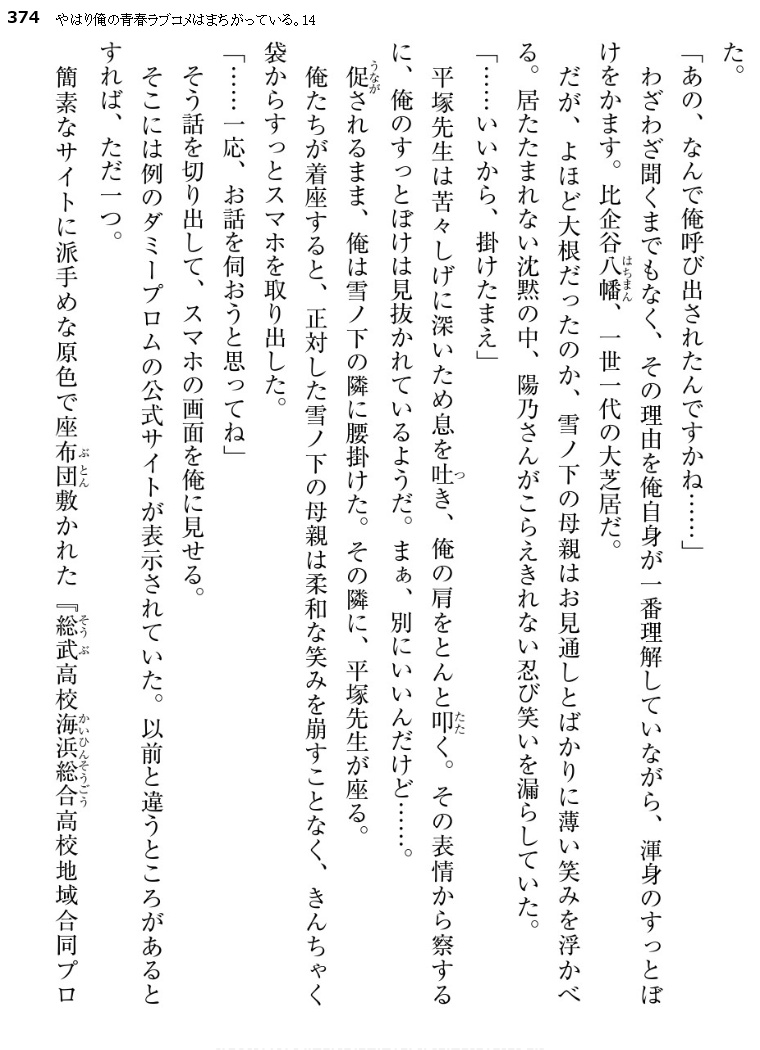 374 やはり俺の青春ラブコメはまちがっている。14
た。
「あの、なんで俺呼び出されたんですかね……」
わざわざ聞くまでもなく、その理由を俺自身が一番理解していながら、渾身のすっとぼ
けをかます。比企谷八幡、一世一代の大芝居だ。
だが、よほど大根だったのか、雪ノ下の母親はお見通しとばかりに薄い笑みを浮かべ
る。居たたまれない沈黙の中、陽乃さんがこらえきれない忍び笑いを漏らしていた。
「……いいから、掛けたまえ」
平塚先生は苦々しげに深いため息を吐き、俺の肩をとんと叩く。その表情から察する
に、俺のすっとぼけは見抜かれているようだ。まぁ、別にいいんだけど……。
促されるまま、俺は雪ノ下の隣に腰掛けた。その隣に、平塚先生が座る。
俺たちが着座すると、正対した雪ノ下の母親は柔和な笑みを崩すことなく、きんちゃく
袋からすっとスマホを取り出した。
「……一応、お話を伺おうと思ってね」
そう話を切り出して、スマホの画面を俺に見せる。
そこには例のダミープロムの公式サイトが表示されていた。以前と違うところがあると
すれば、ただ一つ。
簡素なサイトに派手めな原色で座布団敷かれた『総武高校海浜総合高校地域合同プロ